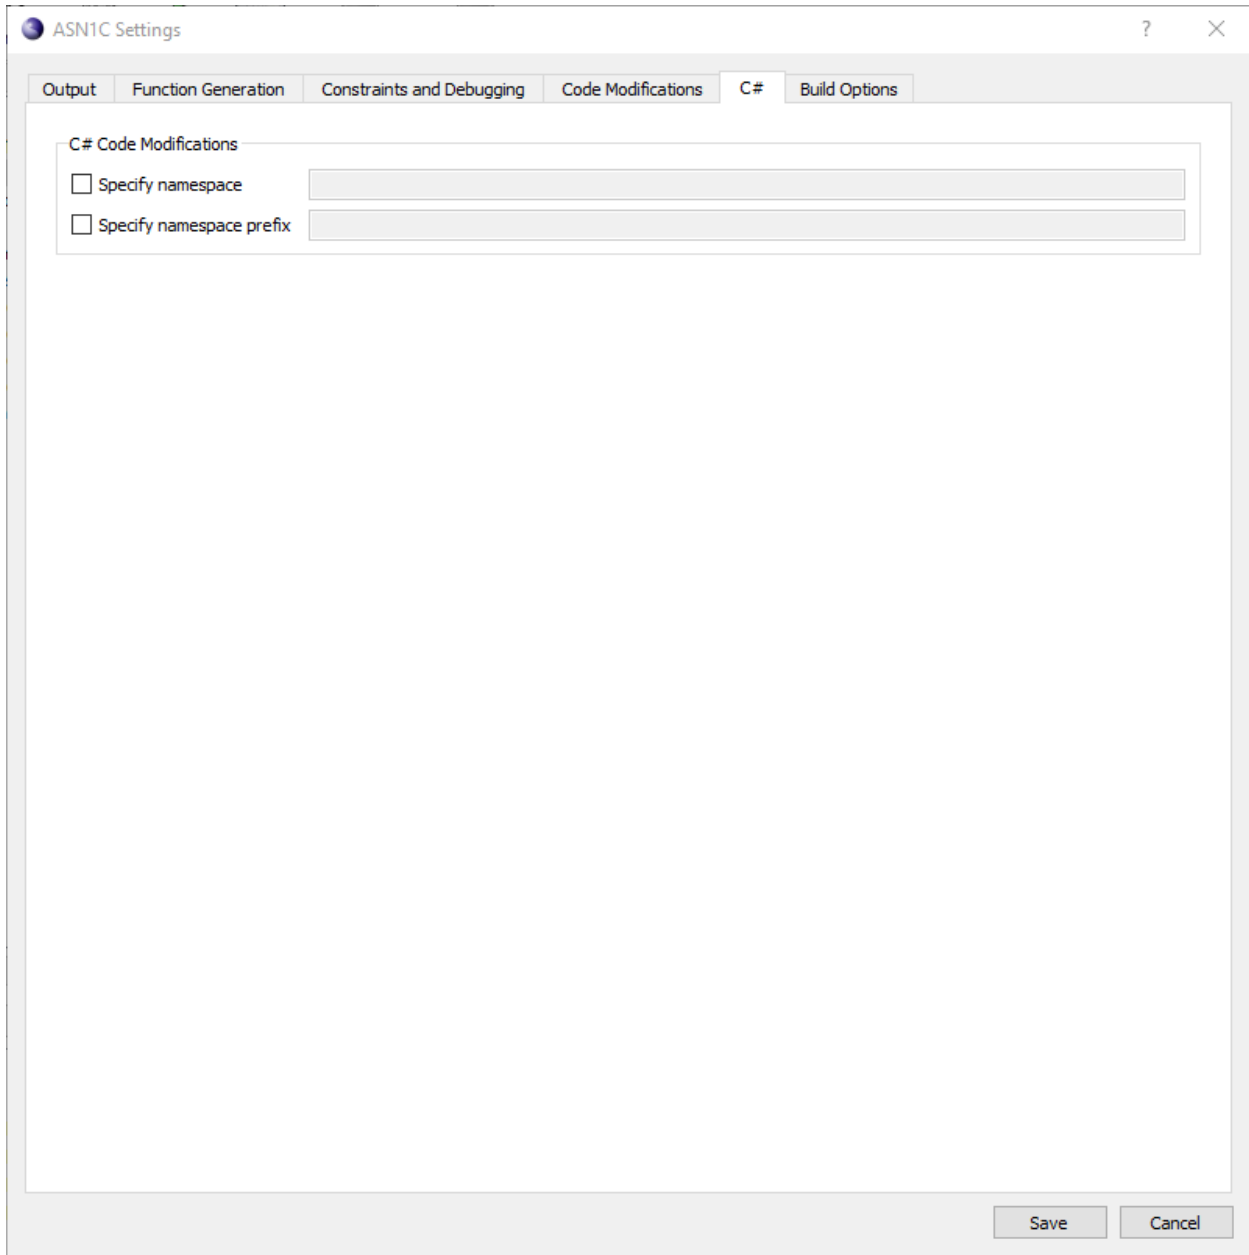 ASN1C Settings ?
Output Function Generation Constraints and Debugging Code Modifications C# Build Options
C# Code Modifications
Specify namespace
Specify namespace prefix
Save Cancel